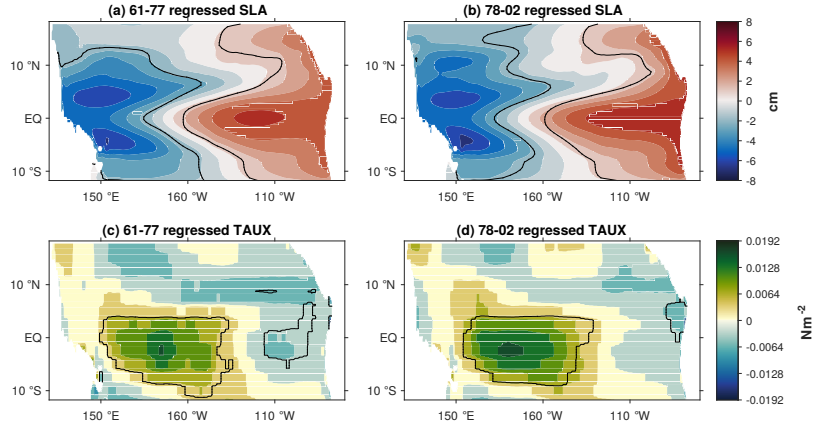 (a) 61-77 regressed SLA
(b) 78-02 regressed SLA
10 °N
EQ
10 °S
150 °E
160 °W
110 °W
10 °N
EQ
10 °S
150 °E
160 °W
110 °W
8
6
4
2
0
-2
-4
-6
-8
cm
(c) 61-77 regressed TAUX
(d) 78-02 regressed TAUX
10 °N
EQ
10 °S
150 °E
160 °W
110 °W
10 °N
EQ
10 °S
150 °E
160 °W
110 °W
0.0192
0.0128
0.0064
0
-0.0064
-0.0128
-0.0192
Nm⁻²